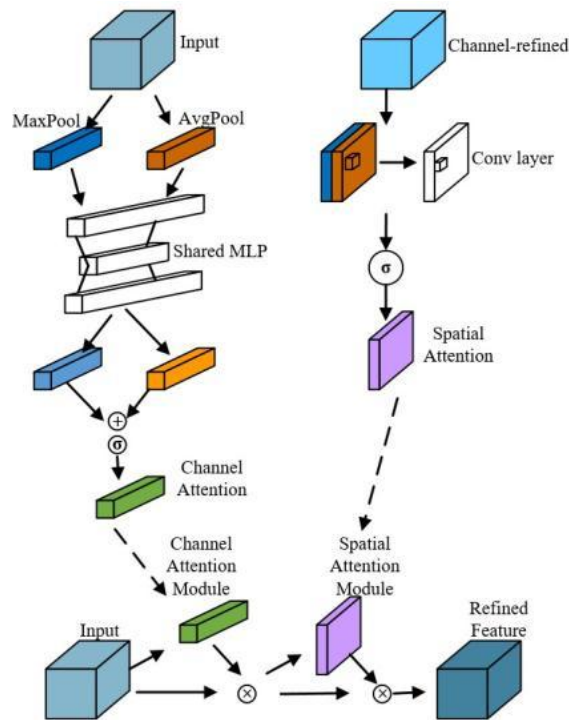 Input
MaxPool
AvgPool
Shared MLP
+
σ
Channel
Attention
Channel-refined
Conv layer
σ
Spatial
Attention
Channel
Attention
Module
Spatial
Attention
Module
Input
×
×
Refined
Feature